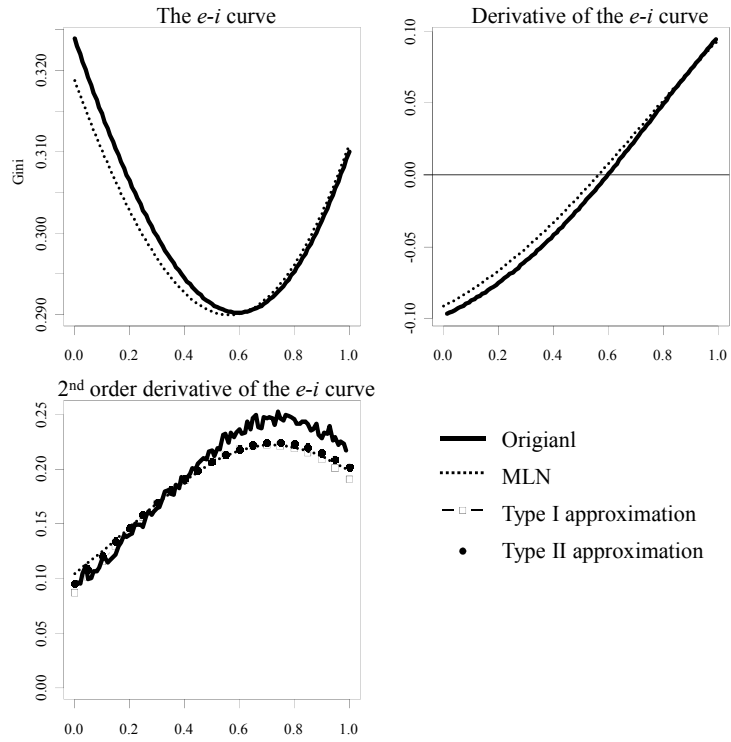 The e-i curve
Gini
0.320
0.310
0.300
0.290
0.0 0.2 0.4 0.6 0.8 1.0
Derivative of the e-i curve
0.10
0.05
0.00
-0.05
-0.10
0.0 0.2 0.4 0.6 0.8 1.0
2nd order derivative of the e-i curve
0.25
0.20
0.15
0.10
0.05
0.00
0.0 0.2 0.4 0.6 0.8 1.0
Origianl
MLN
Type I approximation
Type II approximation